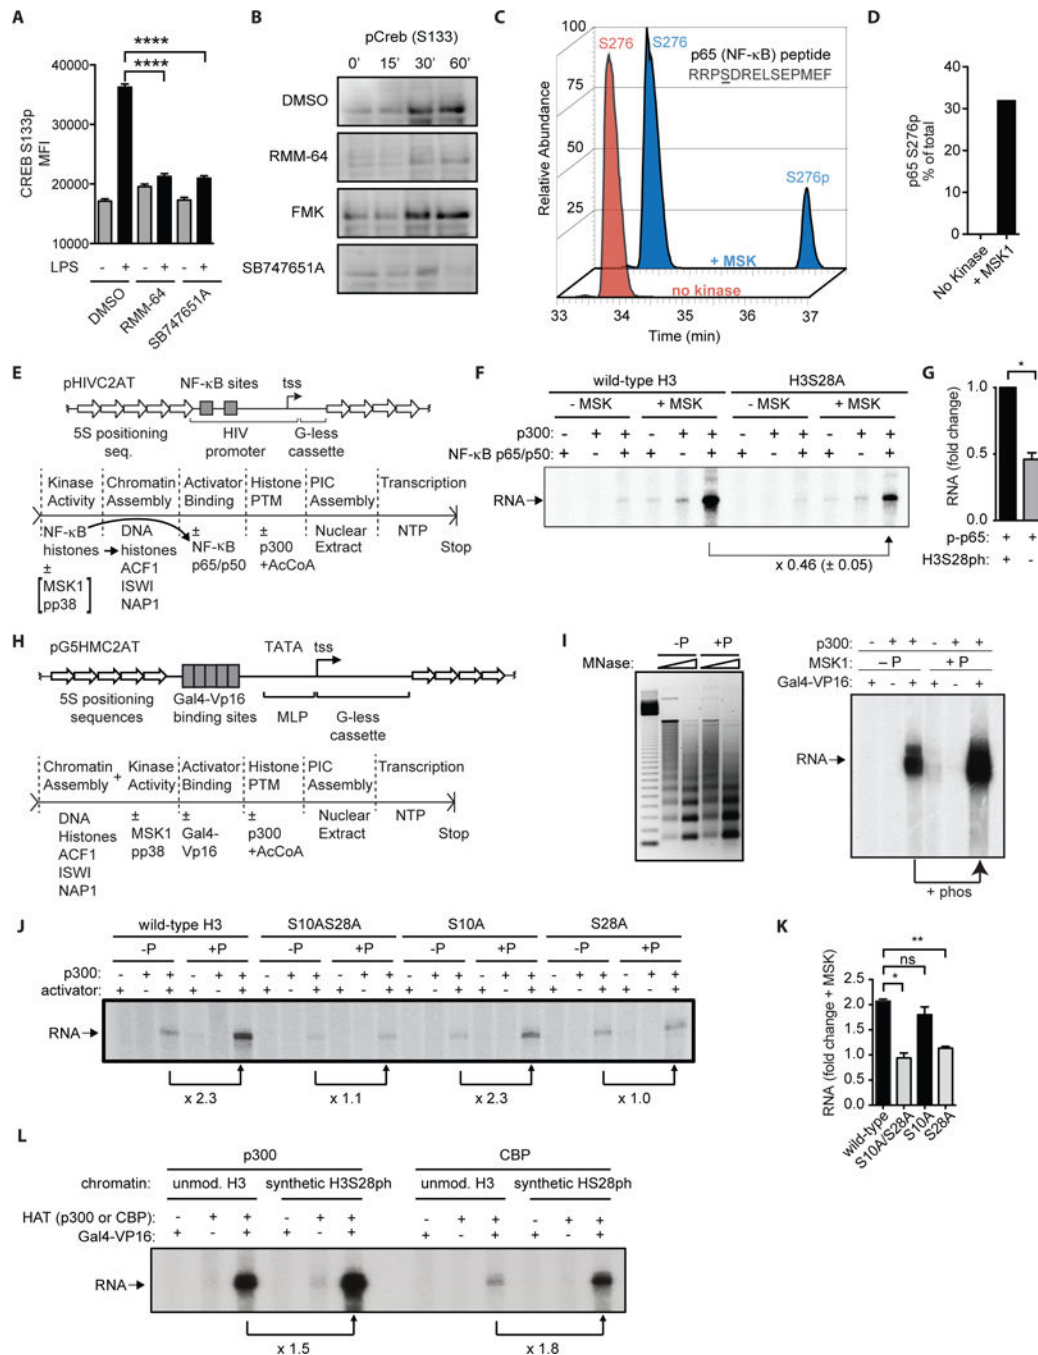 A
****
****
40000
30000
20000
10000
CREB S133p
MFI
LPS - + - + - +
DMSO
RMM-64
SB747651A
B
pCreb (S133)
0' 15' 30' 60'
DMSO
RMM-64
FMK
SB747651A
C
100
75
50
25
Relative Abundance
S276
S276
p65 (NF-κB) peptide
RRPSDRELSEPMEF
S276p
+ MSK
no kinase
33 34 35 36 37
Time (min)
D
40
30
20
10
0
p65 S276p
% of total
No Kinase
+ MSK1
E
pHIVC2AT
NF-κB sites
tss
5S positioning
seq.
HIV
promoter
G-less
cassette
Kinase
Activity
Chromatin
Assembly
Activator
Binding
Histone
PTM
PIC
Assembly
Transcription
NF-κB
histones
±
MSK1
pp38
DNA
histones
ACF1
ISWI
NAP1
±
NF-κB
p65/p50
±
p300
+AcCoA
Nuclear
Extract
NTP
Stop
F
wild-type H3
H3S28A
- MSK + MSK - MSK + MSK
p300: - + + - + + - + + - + +
NF-κB p65/p50: + - + + - + + - + + - +
RNA
x 0.46 (± 0.05)
G
*
1.0
0.5
0.0
RNA (fold change)
p-p65 + +
H3S28ph + -
H
pG5HMC2AT
TATA
tss
5S positioning
sequences
Gal4-Vp16
binding sites
MLP
G-less
cassette
Chromatin
Assembly
+
Kinase
Activity
Activator
Binding
Histone
PTM
PIC
Assembly
Transcription
DNA
Histones
ACF1
ISWI
NAP1
±
MSK1
pp38
±
Gal4-
Vp16
±
p300
+AcCoA
Nuclear
Extract
NTP
Stop
I
-P +P
MNase:
p300: - + + - + +
MSK1: – P + P
Gal4-VP16: + - + + - +
RNA
+ phos
J
wild-type H3 S10AS28A S10A S28A
-P +P -P +P -P +P -P +P
p300: - + + - + + - + + - + + - + + - + + - + + - + +
activator: + - + + - + + - + + - + + - + + - + + - + + - +
RNA
x 2.3 x 1.1 x 2.3 x 1.0
K
**
ns
*
2.5
2.0
1.5
1.0
0.5
0.0
RNA (fold change + MSK)
wild-type
S10A/S28A
S10A
S28A
L
p300 CBP
chromatin: unmod. H3 synthetic H3S28ph unmod. H3 synthetic HS28ph
HAT (p300 or CBP): - + + - + + - + + - + +
Gal4-VP16: + - + + - + + - + + - +
RNA
x 1.5 x 1.8